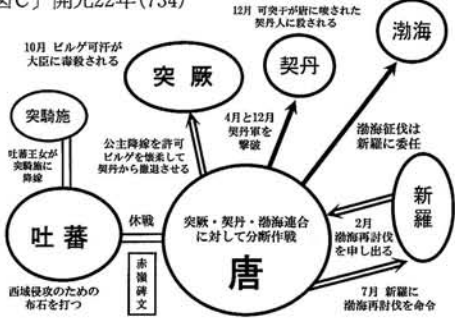 図C」開元22年(734)
10月 ビルゲ可汗が
大臣に毒殺される
突厥
12月 可突于が唐に唆された
契丹人に殺される
契丹
渤海
突騎施
吐蕃王女が
突騎施に
降嫁
公主降嫁を許可
ビルゲを懐柔して
契丹から撤退させる
4月と12月
契丹軍を
撃破
渤海征伐は
新羅に委任
新羅
吐蕃
休戦
赤嶺碑文
突厥・契丹・渤海連合
に対して分断作戦
唐
2月
渤海再討伐
を申し出る
西域侵攻のための
布石を打つ
7月 新羅に
渤海再討伐を命令